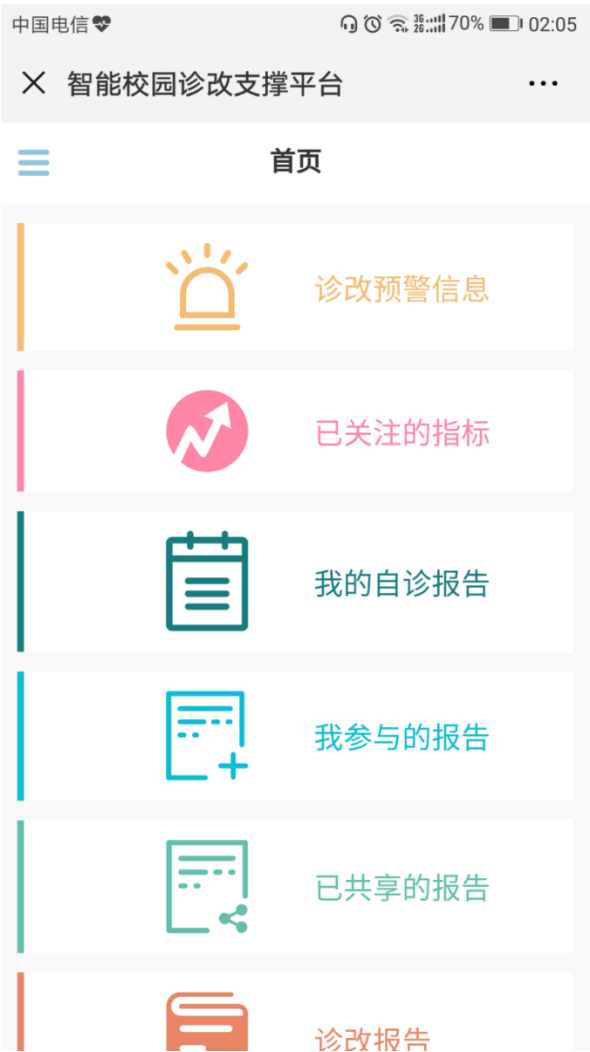 中国电信 3G 2G 70% 02:05
智能校园诊改支撑平台
首页
诊改预警信息
已关注的指标
我的自诊报告
我参与的报告
已共享的报告
诊改报告